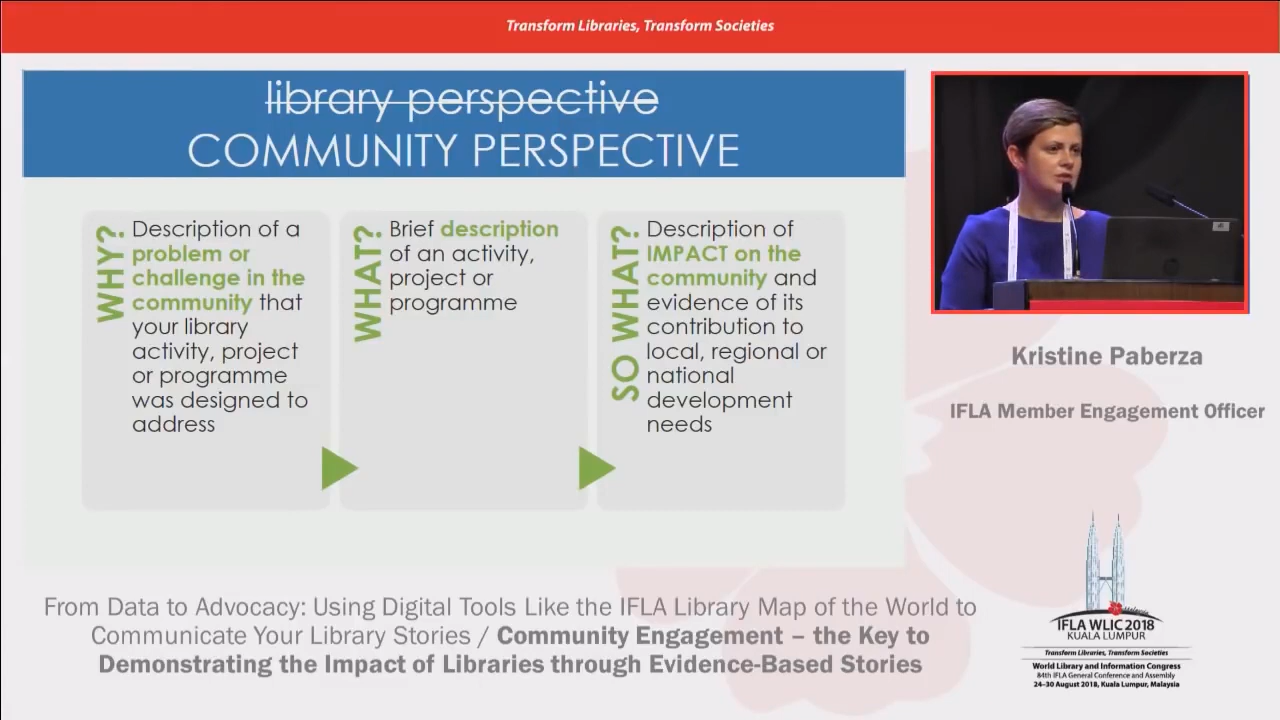 Transform Libraries, Transform Societies
library perspective
COMMUNITY PERSPECTIVE
WHY?
Description of a
problem or
challenge in the
community that
your library
activity, project
or programme
was designed to
address
WHAT?
Brief description
of an activity,
project or
programme
SO WHAT?
Description of
IMPACT on the
community and
evidence of its
contribution to
local, regional or
national
development
needs
Kristine Paberza
IFLA Member Engagement Officer
From Data to Advocacy: Using Digital Tools Like the IFLA Library Map of the World to
Communicate Your Library Stories / Community Engagement – the Key to
Demonstrating the Impact of Libraries through Evidence-Based Stories
Malaysia
IFLA WLIC 2018
KUALA LUMPUR
Transform Libraries, Transform Societies
World Library and Information Congress
84th IFLA General Conference and Assembly
24–30 August 2018, Kuala Lumpur, Malaysia